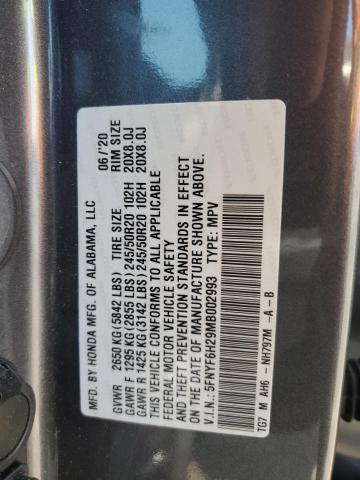 MFD. BY HONDA MFG. OF ALABAMA, LLC 06/'20
GVWR 2650 KG(5842 LBS) TIRE SIZE RIM SIZE
GAWR F 1295 KG(2855 LBS) 245/50R20 102H 20X8.0J
GAWR R 1425 KG(3142 LBS) 245/50R20 102H 20X8.0J
THIS VEHICLE CONFORMS TO ALL APPLICABLE
FEDERAL MOTOR VEHICLE SAFETY
AND THEFT PREVENTION STANDARDS IN EFFECT
ON THE DATE OF MANUFACTURE SHOWN ABOVE.
V.I.N.: 5FNYF6H29MB002993 TYPE: MPV
TG7 M AH6 - NH797M -A -B